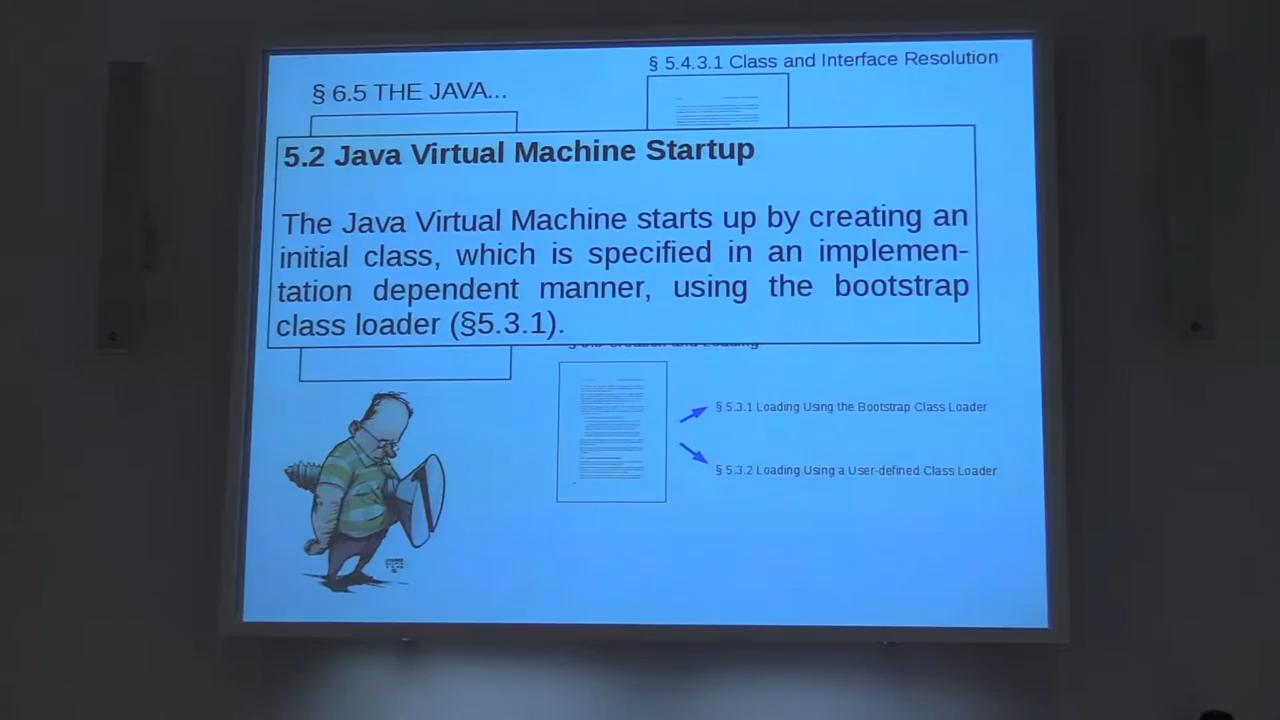 § 5.4.3.1 Class and Interface Resolution
§ 6.5 THE JAVA...
5.2 Java Virtual Machine Startup
The Java Virtual Machine starts up by creating an
initial class, which is specified in an implemen-
tation dependent manner, using the bootstrap
class loader (§5.3.1).
§ 5.3.1 Loading Using the Bootstrap Class Loader
§ 5.3.2 Loading Using a User-defined Class Loader